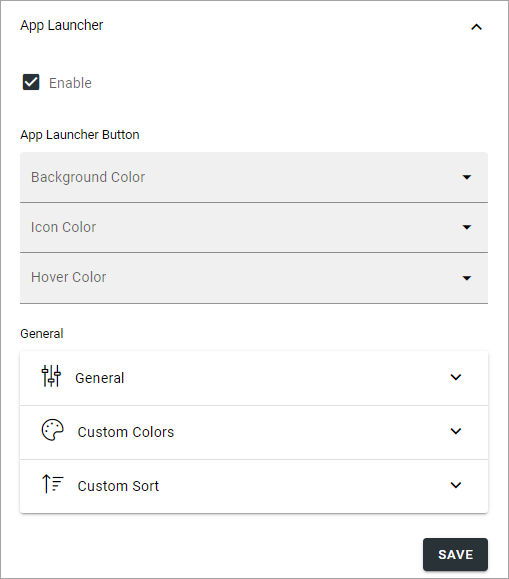 App Launcher
Enable
App Launcher Button
Background Color
Icon Color
Hover Color
General
General
Custom Colors
Custom Sort
SAVE